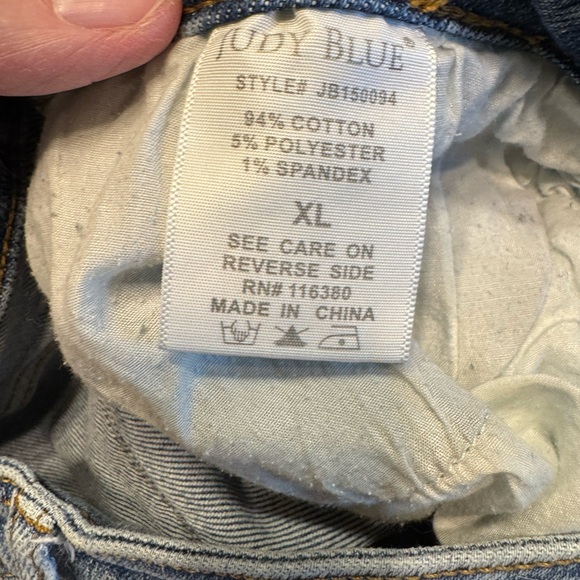 JUDY BLUE®
STYLE# JB150094
94% COTTON
5% POLYESTER
1% SPANDEX
XL
SEE CARE ON
REVERSE SIDE
RN# 116380
MADE IN CHINA